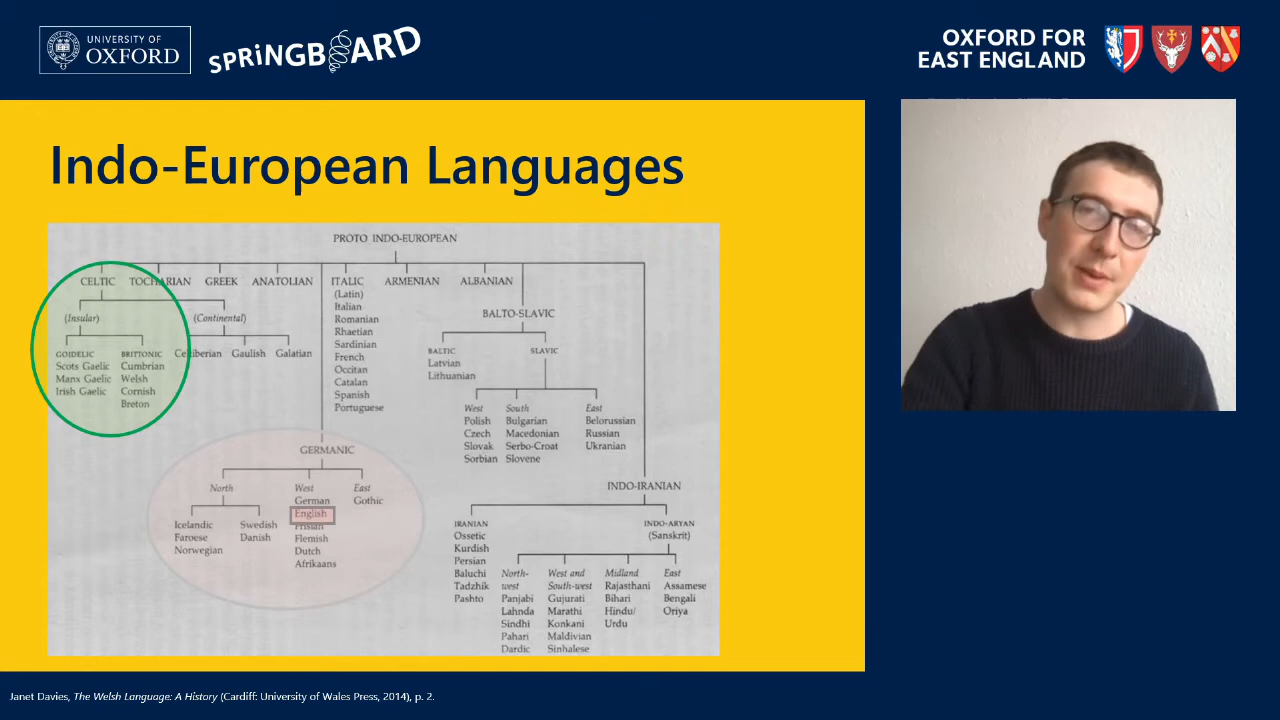 UNIVERSITY OF
OXFORD
SPRiNGBOARD
OXFORD FOR
EAST ENGLAND
Indo-European Languages
PROTO INDO-EUROPEAN
CELTIC TOCHARIAN GREEK ANATOLIAN ITALIC ARMENIAN ALBANIAN
(Latin)
Italian
Romanian
Rhaetian
Sardinian
French
Occitan
Catalan
Spanish
Portuguese
(Insular) (Continental)
GOIDELIC
Scots Gaelic
Manx Gaelic
Irish Gaelic
BRITTONIC
Cumbrian
Welsh
Cornish
Breton
Celtiberian Gaulish Galatian
BALTO-SLAVIC
BALTIC
Latvian
Lithuanian
SLAVIC
West
Polish
Czech
Slovak
Sorbian
South
Bulgarian
Macedonian
Serbo-Croat
Slovene
East
Belorussian
Russian
Ukranian
GERMANIC
North
Icelandic
Faroese
Norwegian
Swedish
Danish
West
German
English
Frisian
Flemish
Dutch
Afrikaans
East
Gothic
INDO-IRANIAN
IRANIAN
Ossetic
Kurdish
Persian
Baluchi
Tadzhik
Pashto
INDO-ARYAN
(Sanskrit)
North-
west
Panjabi
Lahnda
Sindhi
Pahari
Dardic
West and
South-west
Gujurati
Marathi
Konkani
Maldivian
Sinhalese
Midland
Rajasthani
Bihari
Hindu/
Urdu
East
Assamese
Bengali
Oriya
Janet Davies, The Welsh Language: A History (Cardiff: University of Wales Press, 2014), p. 2.